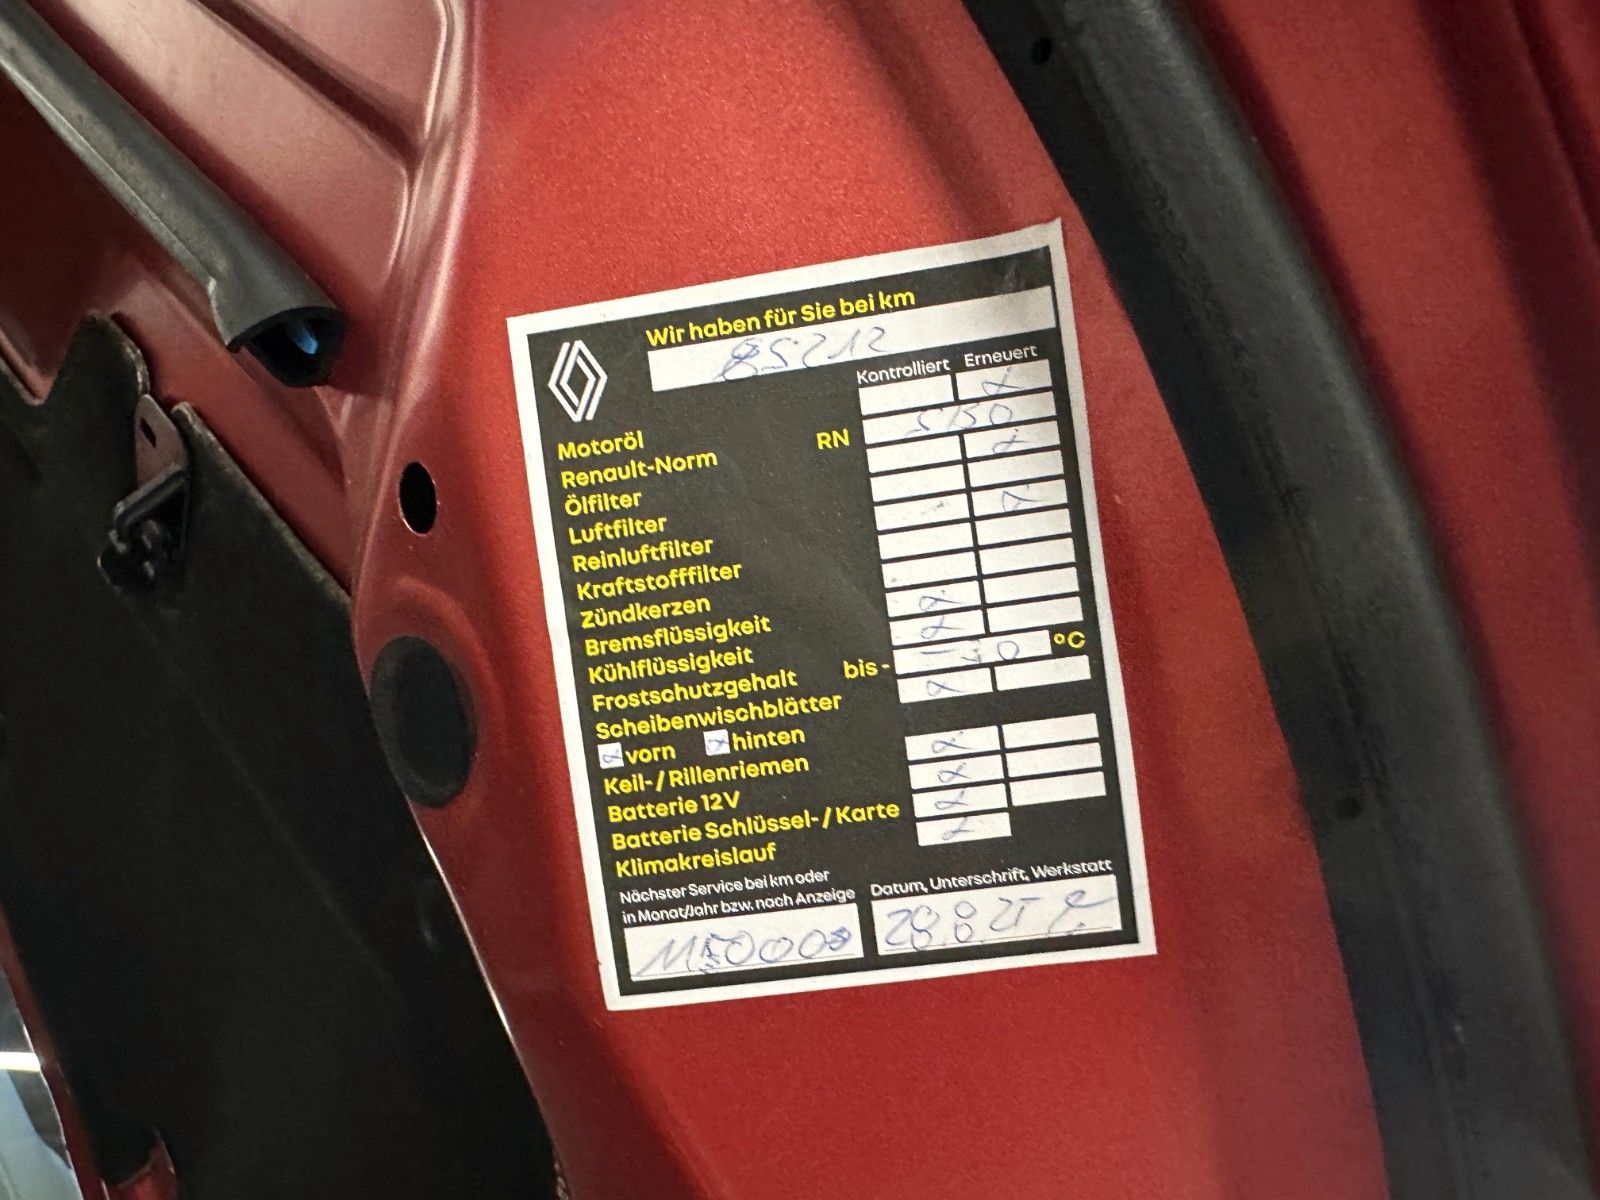 Wir haben für Sie bei km
85212
Kontrolliert Erneuert
Motoröl x
Renault-Norm RN 5150
Ölfilter x
Luftfilter
Reinluftfilter x
Kraftstofffilter
Zündkerzen
Bremsflüssigkeit x
Kühlflüssigkeit x
Frostschutzgehalt bis - 40 °C
Scheibenwischblätter x
x vorn x hinten
Keil- / Rillenriemen x
Batterie 12V x
Batterie Schlüssel- / Karte x
Klimakreislauf x
Nächster Service bei km oder
in Monat/Jahr bzw. nach Anzeige
Datum, Unterschrift, Werkstatt